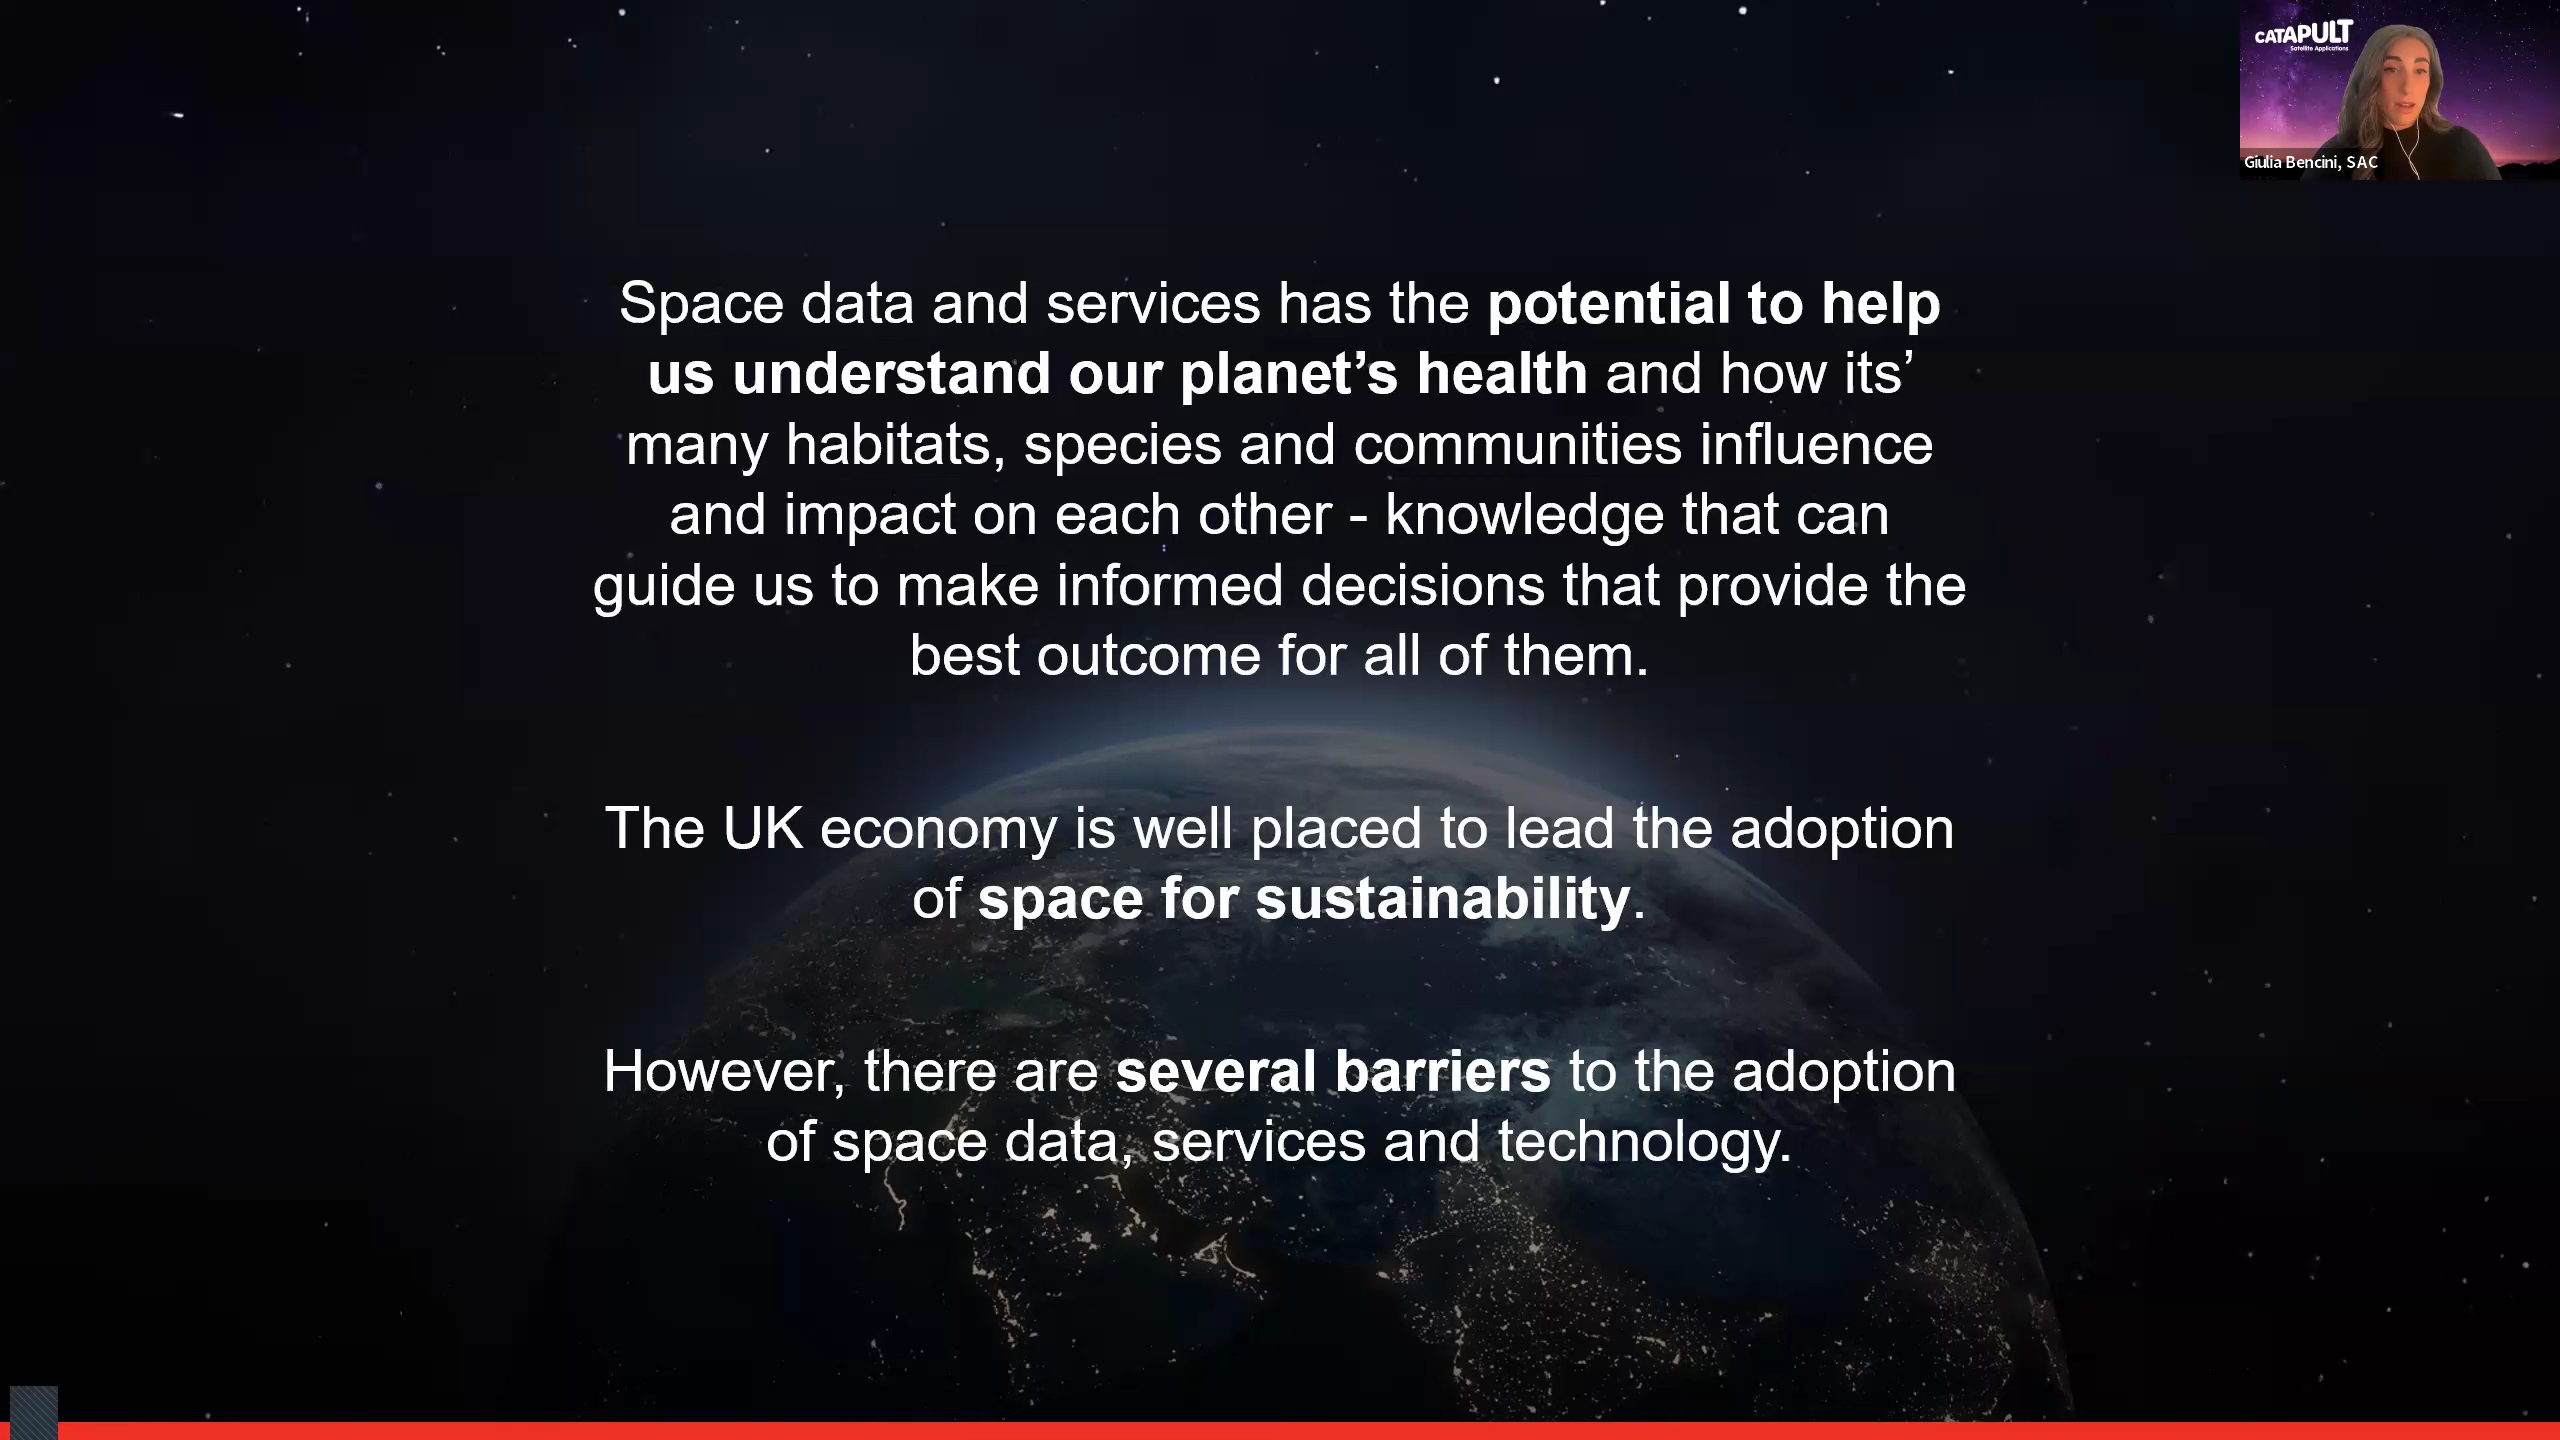 CATAPULT
Satellite Applications
Giulia Bencini, SAC
Space data and services has the potential to help
us understand our planet’s health and how its’
many habitats, species and communities influence
and impact on each other - knowledge that can
guide us to make informed decisions that provide the
best outcome for all of them.
The UK economy is well placed to lead the adoption
of space for sustainability.
However, there are several barriers to the adoption
of space data, services and technology.